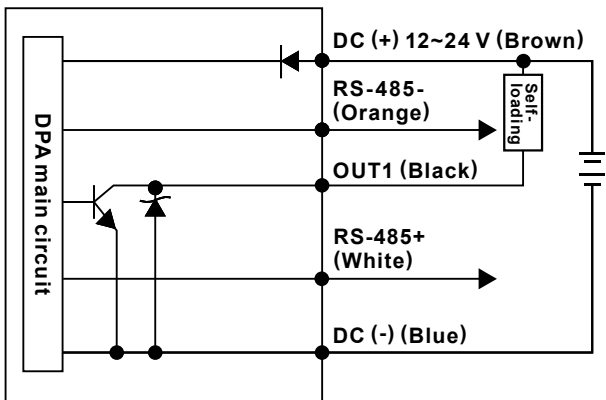 DC (+) 12~24 V (Brown)
RS-485-
(Orange)
Self-
loading
DPA main circuit
OUT1 (Black)
RS-485+
(White)
DC (-) (Blue)